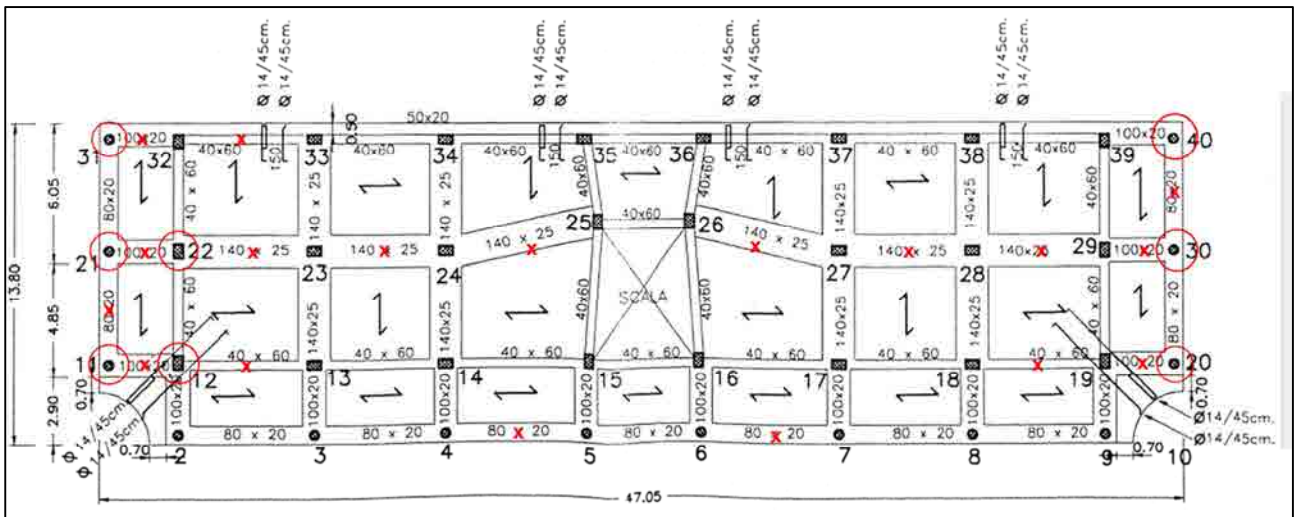 Ø 14/45cm. Ø 14/45cm. Ø 14/45cm. Ø 14/45cm. Ø 14/45cm. Ø 14/45cm. Ø 14/45cm. Ø 14/45cm.
50x20
100x20 X X 0.50 150 150 150 150 100x20
31 32 33 34 35 36 37 38 39 40
40x60 40x60 40x60 40x60 40 x 60 40x60 40x60
13.80 6.05 80x20 40 x 60 140 x 25 140 x 25 40x60 40x60 140x25 140x25 40 x 60 80x20 X
25 40x60 26
140 x 25 X 140 x 25 X
100x20 X 22 140 x 25 X 140 x 25 X 140 x 25 X 140x20 X 29 100x20 X 30
21 23 24 27 28
4.85 80x20 X 40 x 60 140x25 140x25 40x60 SCALA 40x60 140x25 140x25 40 x 60 80 x 20
40 x 60 40 x 60 40 x 60 40 x 60 40 x 60 40 x 60
11 100x20 X X X 100x20 X 20
12 13 14 15 16 17 18 19
2.90 0.70 100x20 100x20 100x20 100x20 100x20 100x20 100x20 100x20 0.70
Ø 14/45cm. Ø14/45cm.
Ø 14/45cm. Ø14/45cm.
80 x 20 80 x 20 80 X 20 80 x 20 X 80 x 20 80 x 20
0.70 2 3 4 5 6 7 8 9 0.70 10
47.05